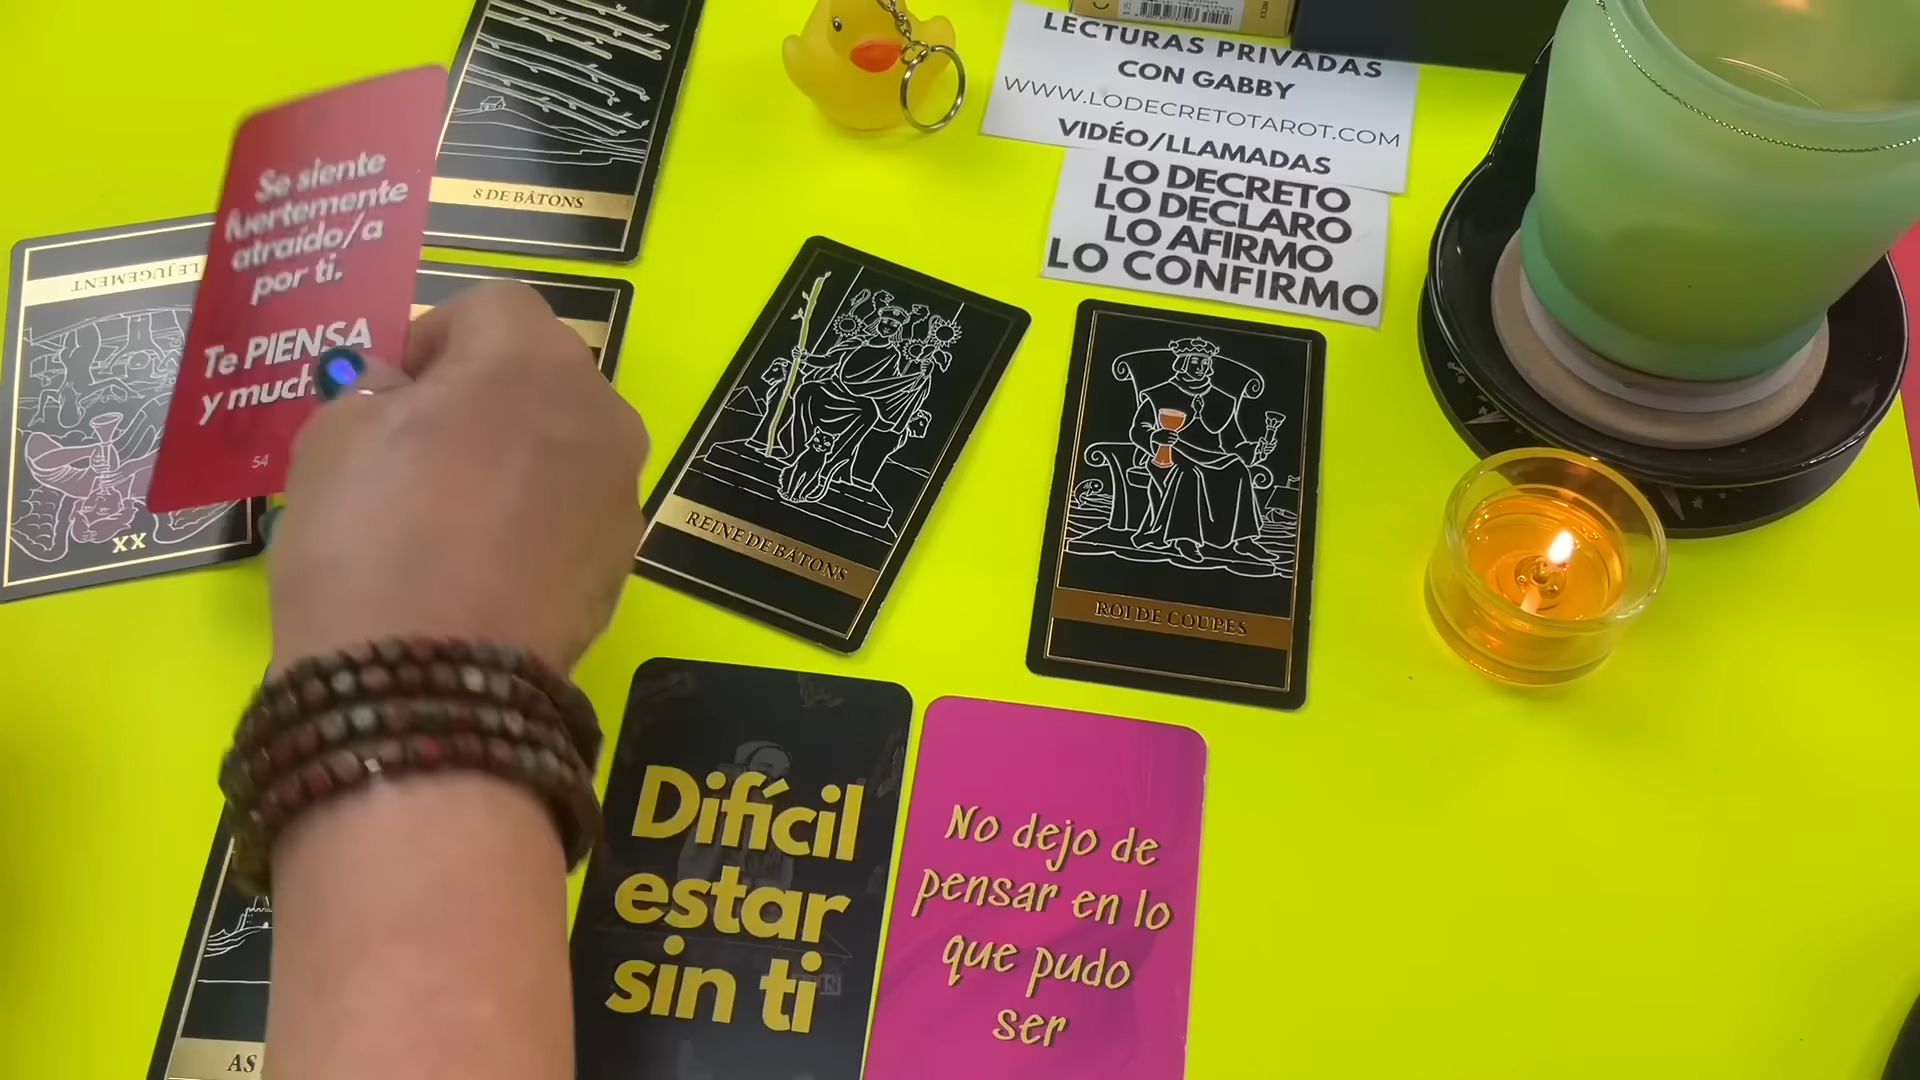 LECTURAS PRIVADAS
CON GABBY
WWW.LODECRETOTAROT.COM
VIDÉO/LLAMADAS
LO DECRETO
LO DECLARO
LO AFIRMO
LO CONFIRMO
8 DE BÂTONS
LE JUGEMENT
XX
Se siente
fuertemente
atraído/a
por ti.
Te PIENSA
y much
54
REINE DE BÂTONS
ROI DE COUPES
AS
Difícil
estar
sin ti
No dejo de
pensar en lo
que pudo
ser